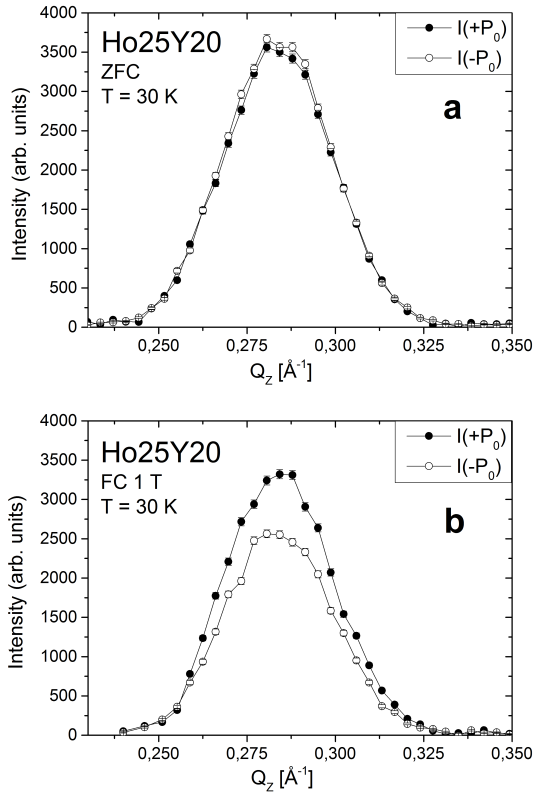 4000
3500
3000
2500
2000
1500
1000
500
0
Intensity (arb. units)
Ho25Y20
ZFC
T = 30 K
I(+P₀)
I(-P₀)
a
0,250 0,275 0,300 0,325 0,350
Q_Z [Å⁻¹]
4000
3500
3000
2500
2000
1500
1000
500
0
Intensity (arb. units)
Ho25Y20
FC 1 T
T = 30 K
I(+P₀)
I(-P₀)
b
0,250 0,275 0,300 0,325 0,350
Q_Z [Å⁻¹]